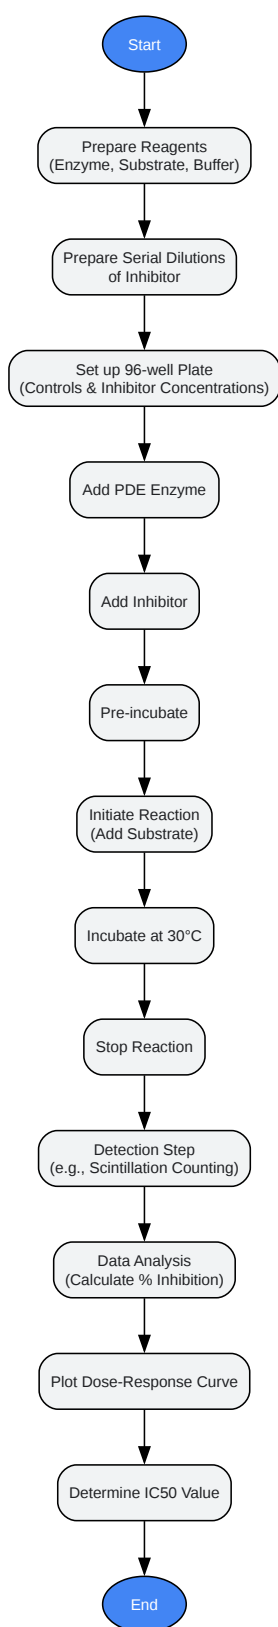 Start
Prepare Reagents
(Enzyme, Substrate, Buffer)
Prepare Serial Dilutions
of Inhibitor
Set up 96-well Plate
(Controls & Inhibitor Concentrations)
Add PDE Enzyme
Add Inhibitor
Pre-incubate
Initiate Reaction
(Add Substrate)
Incubate at 30°C
Stop Reaction
Detection Step
(e.g., Scintillation Counting)
Data Analysis
(Calculate % Inhibition)
Plot Dose-Response Curve
Determine IC50 Value
End